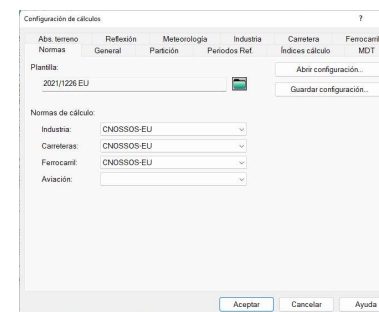 Configuración de cálculos ?
Abs. terreno Reflexión Meteorología Industria Carretera Ferrocarril
Normas General Partición Periodos Ref. Índices cálculo MDT
Plantilla:
2021/1226 EU
Abrir configuración...
Guardar configuración...
Normas de cálculo:
Industria: CNOSSOS-EU
Carreteras: CNOSSOS-EU
Ferrocarril: CNOSSOS-EU
Aviación:
Aceptar Cancelar Ayuda